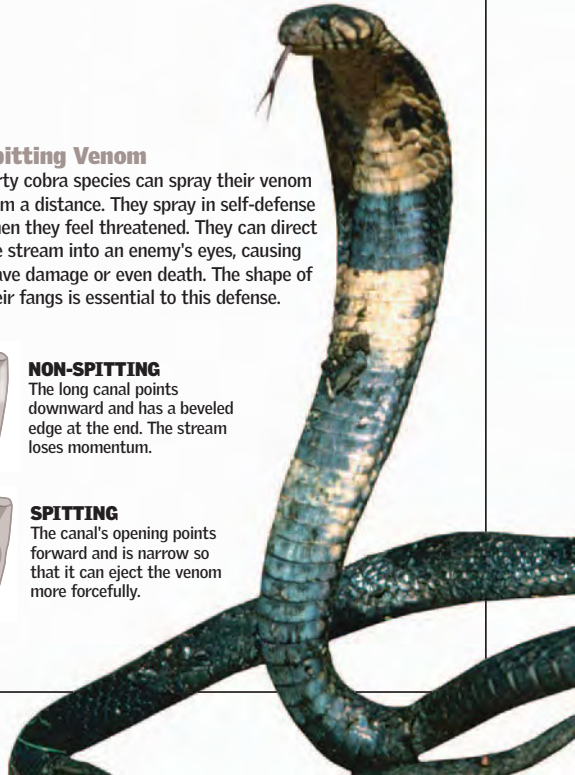 pitting Venom
rty cobra species can spray their venom
m a distance. They spray in self-defense
hen they feel threatened. They can direct
e stream into an enemy's eyes, causing
ave damage or even death. The shape of
eir fangs is essential to this defense.
NON-SPITTING
The long canal points
downward and has a beveled
edge at the end. The stream
loses momentum.
SPITTING
The canal's opening points
forward and is narrow so
that it can eject the venom
more forcefully.